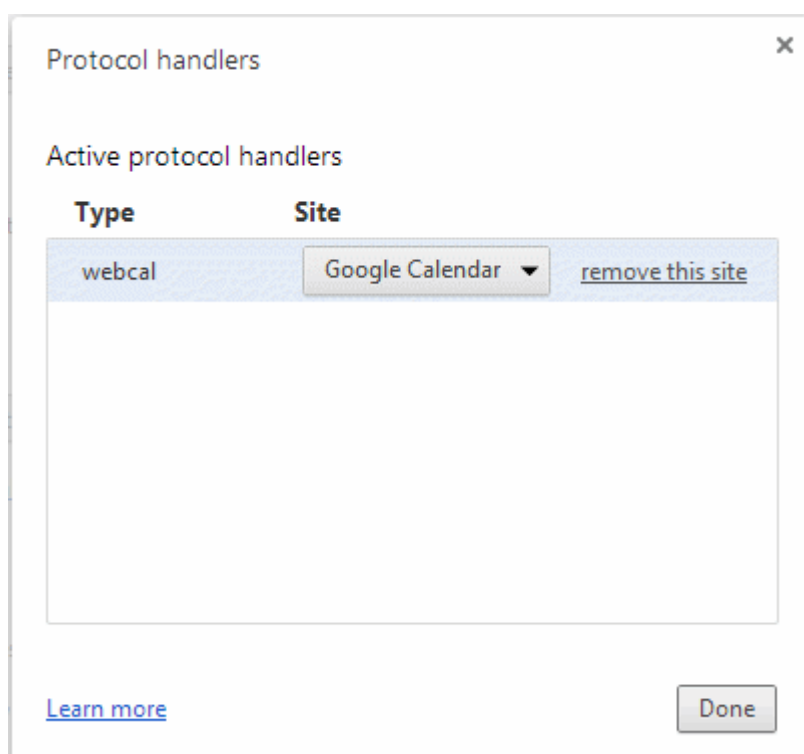 Protocol handlers
Active protocol handlers
Type Site
webcal Google Calendar remove this site
Learn more Done